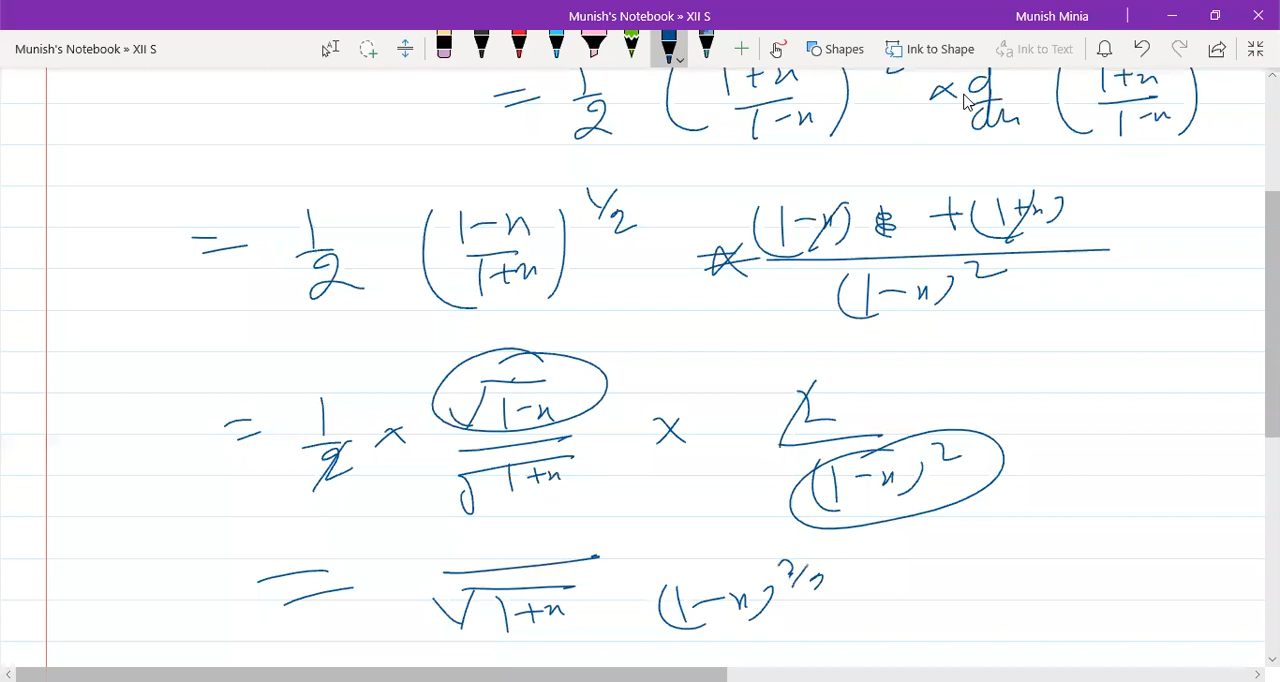 Munish's Notebook » XII S
Munish Minia
Munish's Notebook » XII S
Shapes
Ink to Shape
Ink to Text
= 1/2 ((1+x)/(1-x)) × d/dx ((1+x)/(1-x))
= 1/2 ((1-x)/(1+x))^1/2 × ((1-x) + (1+x))/(1-x)^2
= 1/2 × √(1-x)/√(1+x) × 2/(1-x)^2
= √(1+x) (1-x)^3/2